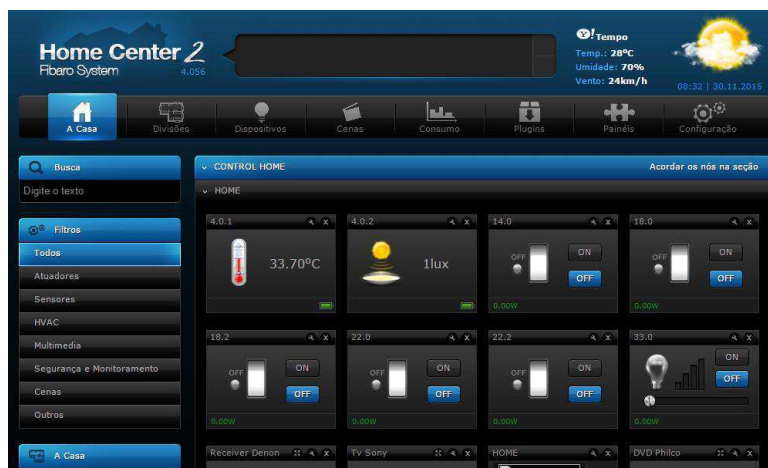 Home Center 2
Fibaro System
4.056
Y! Tempo
Temp.: 28ºC
Umidade: 70%
Vento: 24km/h
08:32 | 30.11.2015
A Casa
Divisões
Dispositivos
Cenas
Consumo
Plugins
Painéis
Configuração
Busca
Digite o texto
Filtros
Todos
Atuadores
Sensores
HVAC
Multimedia
Segurança e Monitoramento
Cenas
Outros
A Casa
CONTROL HOME
Acordar os nós na seção
HOME
4.0.1
33.70ºC
4.0.2
1lux
14.0
OFF
ON
OFF
0.00W
18.0
OFF
ON
OFF
0.00W
18.2
OFF
ON
OFF
0.00W
22.0
OFF
ON
OFF
0.00W
22.2
OFF
ON
OFF
0.00W
33.0
ON
OFF
0.00W
Receiver Denon
Tv Sony
HOME
DVD Philco